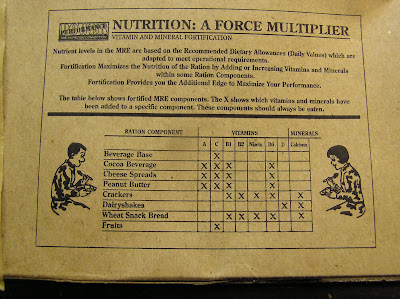 PERFORMANCE
NUTRITION: A FORCE MULTIPLIER
VITAMIN AND MINERAL FORTIFICATION
Nutrient levels in the MRE are based on the Recommended Dietary Allowances (Daily Values) which are
adapted to meet operational requirements.
Fortification Maximizes the Nutrition of the Ration by Adding or Increasing Vitamins and Minerals
within some Ration Components.
Fortification Provides you the Additional Edge to Maximize Your Performance.
The table below shows fortified MRE components. The X shows which vitamins and minerals have
been added to a specific component. These components should always be eaten.
RATION COMPONENT VITAMINS MINERALS
A C B1 B2 Niacin B6 D Calcium
Beverage Base X
Cocoa Beverage X X X X
Cheese Spreads X X X X
Peanut Butter X X X X
Crackers X X X X X
Dairyshakes X X
Wheat Snack Bread X X X X X
Fruits X